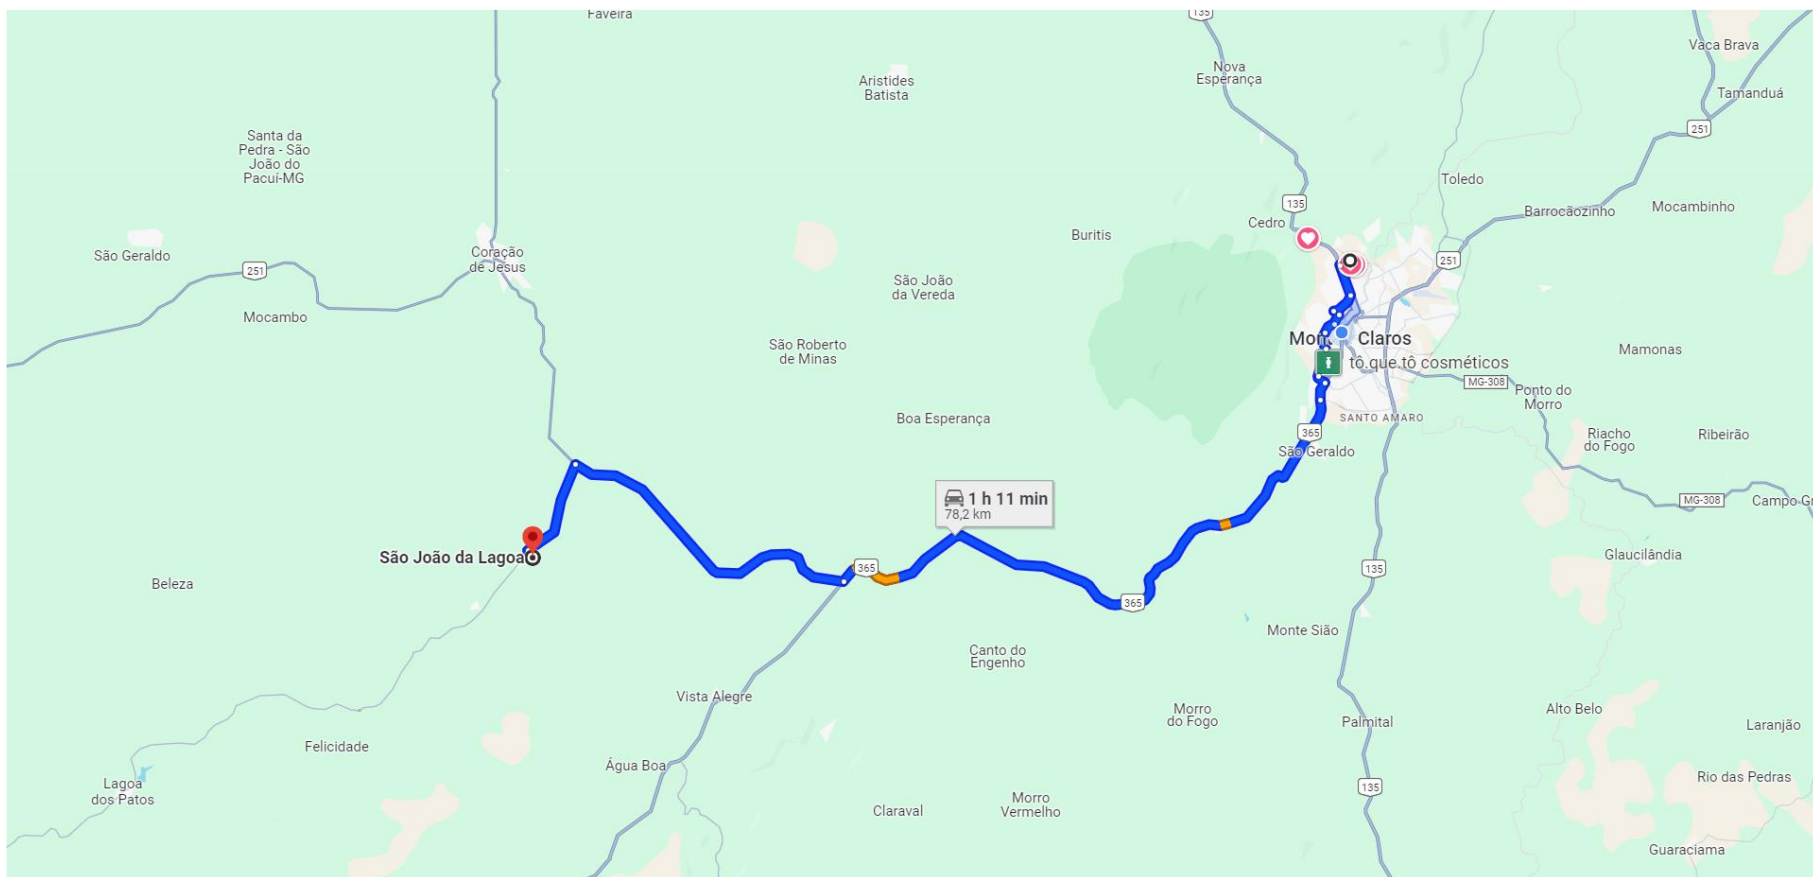 Faveira
135
Vaca Brava
Nova
Esperança
Aristides
Batista
Tamanduá
251
Santa da
Pedra - São
João do
Pacuí-MG
Toledo
135
Barrocãozinho
Mocambinho
Cedro
Buritis
São Geraldo
Coração
de Jesus
251
251
São João
da Vereda
Mocambo
São Roberto
de Minas
Claros
Mamonas
tô.que.tô cosméticos
MG-308
Ponto do
Morro
Boa Esperança
SANTO AMARO
365
Riacho
do Fogo
Ribeirão
São Geraldo
1 h 11 min
78,2 km
MG-308
Campo
São João da Lagoa
365
135
Glaucilândia
Beleza
365
Monte Sião
Canto do
Engenho
Vista Alegre
Morro
do Fogo
Palmital
Alto Belo
Laranjão
Felicidade
Água Boa
Lagoa
dos Patos
135
Rio das Pedras
Claraval
Morro
Vermelho
Guaraciama